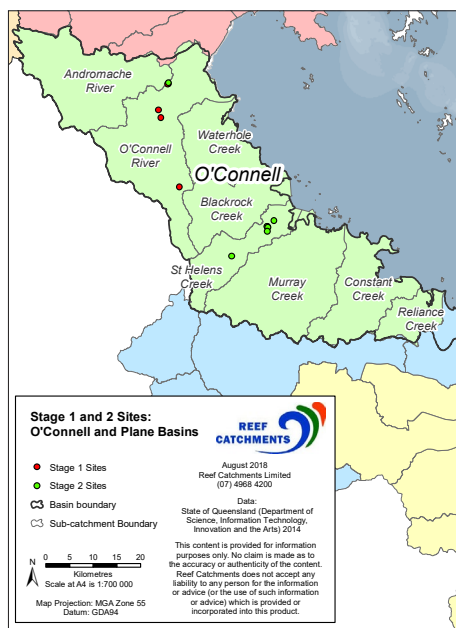 Andromache
River
Waterhole
Creek
O'Connell
River
O'Connell
Blackrock
Creek
St Helens
Creek
Murray
Creek
Constant
Creek
Reliance
Creek
Stage 1 and 2 Sites:
O'Connell and Plane Basins
Stage 1 Sites
Stage 2 Sites
Basin boundary
Sub-catchment Boundary
N
0 5 10 15 20
Kilometres
Scale at A4 is 1:700 000
Map Projection: MGA Zone 55
Datum: GDA94
REEF
CATCHMENTS
August 2018
Reef Catchments Limited
(07) 4968 4200
Data:
State of Queensland (Department of
Science, Information Technology,
Innovation and the Arts) 2014
This content is provided for information
purposes only. No claim is made as to
the accuracy or authenticity of the content.
Reef Catchments does not accept any
liability to any person for the information
or advice (or the use of such information
or advice) which is provided or
incorporated into this product.